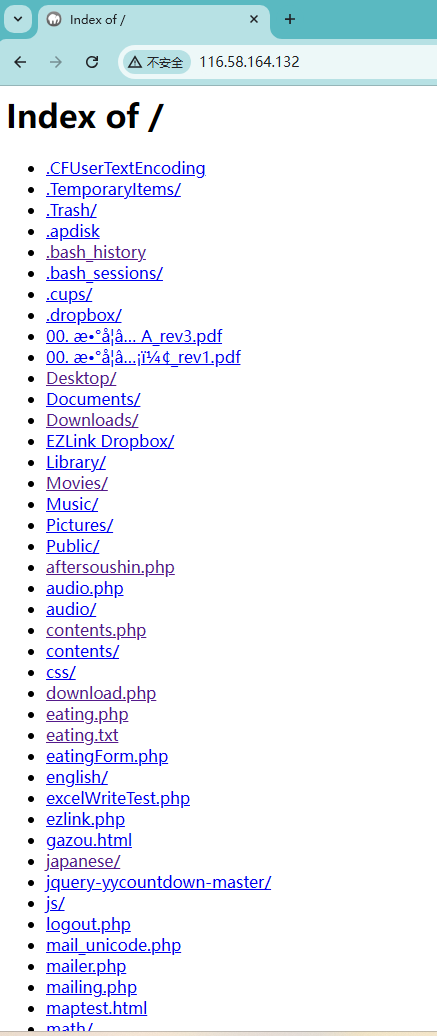 Index of /
不安全
116.58.164.132
Index of /
.CFUserTextEncoding
.TemporaryItems/
.Trash/
.apdisk
.bash_history
.bash_sessions/
.cups/
.dropbox/
00. æ•°å¦â… A_rev3.pdf
00. æ•°å¦â…¡ï¼¢_rev1.pdf
Desktop/
Documents/
Downloads/
EZLink Dropbox/
Library/
Movies/
Music/
Pictures/
Public/
aftersoushin.php
audio.php
audio/
contents.php
contents/
css/
download.php
eating.php
eating.txt
eatingForm.php
english/
excelWriteTest.php
ezlink.php
gazou.html
japanese/
jquery-yycountdown-master/
js/
logout.php
mail_unicode.php
mailer.php
mailing.php
maptest.html
math/